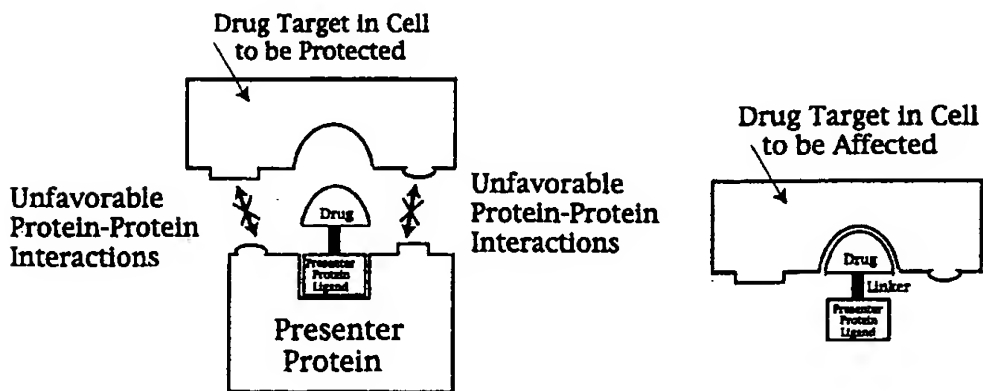 Drug Target in Cell
to be Protected
Unfavorable
Protein-Protein
Interactions
Unfavorable
Protein-Protein
Interactions
Drug
Presenter
Protein
Ligand
Presenter
Protein
Drug Target in Cell
to be Affected
Drug
Linker
Presenter
Protein
Ligand